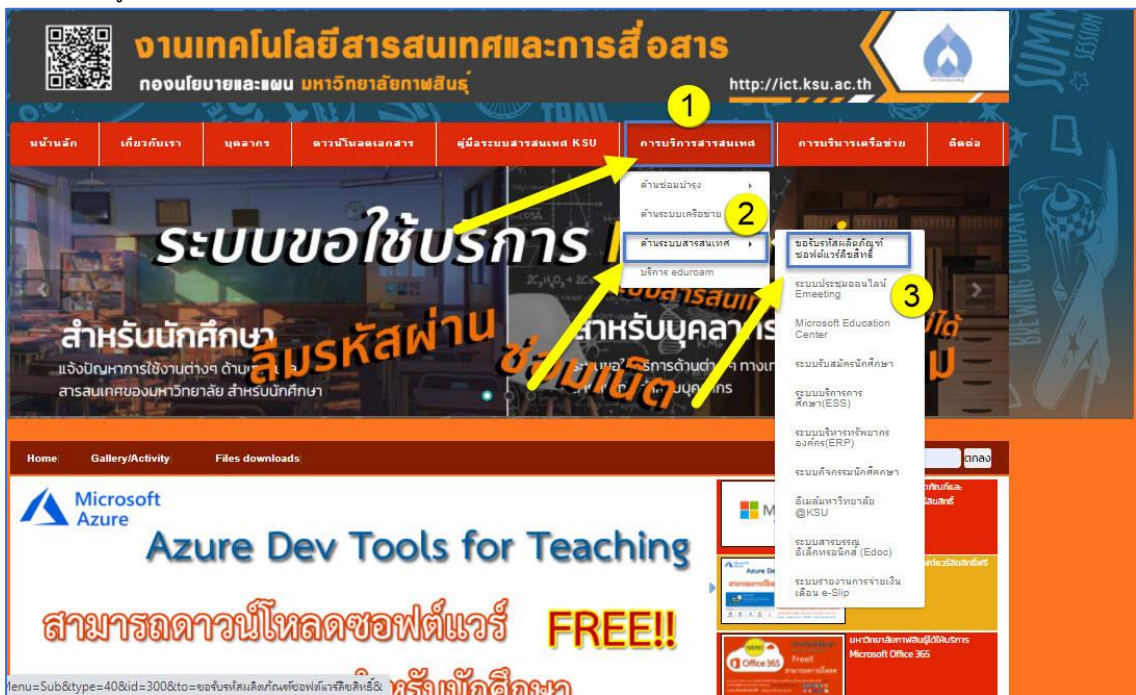 งานเทคโนโลยีสารสนเทศและการสื่อสาร
กองนโยบายและแผน มหาวิทยาลัยกาฬสินธุ์
http://ict.ksu.ac.th
SUMM
SESSION
TRAIL
BREWING COMPANY
1
หน้าหลัก
เกี่ยวกับเรา
บุคลากร
ดาวน์โหลดเอกสาร
คู่มือระบบสารสนเทศ KSU
การบริการสารสนเทศ
การบริหารเครือข่าย
ติดต่อ
ด้านซ่อมบำรุง
ด้านระบบเครือข่าย
2
ด้านระบบสารสนเทศ
บริการ eduroam
ขอรับรหัสผลิตภัณฑ์
ซอฟต์แวร์ลิขสิทธิ์
ระบบประชุมออนไลน์
Emeeting
3
Microsoft Education
Center
ระบบรับสมัครนักศึกษา
ระบบบริการการ
ศึกษา(ESS)
ระบบบริหารทรัพยากร
องค์กร(ERP)
ระบบกิจกรรมนักศึกษา
อีเมล์มหาวิทยาลัย
@KSU
ระบบสารบรรณ
อิเล็กทรอนิกส์ (Edoc)
ระบบรายงานการจ่ายเงิน
เดือน e-Slip
ระบบขอใช้บริการ
สำหรับนักศึกษา
แจ้งปัญหาการใช้งานต่างๆ
สารสนเทศของมหาวิทยาลัย สำหรับนักศึกษา
ลืมรหัสผ่าน
Home
Gallery/Activity
Files downloads
ตกลง
Microsoft
Azure
Azure Dev Tools for Teaching
สามารถดาวน์โหลดซอฟต์แวร์ FREE!!
มหาวิทยาลัยกาฬสินธุ์ได้ให้บริการ
Microsoft Office 365
Office 365
Free!!
Menu=Sub&type=40&id=300&to=ขอรับรหัสผลิตภัณฑ์ซอฟต์แวร์ลิขสิทธิ์&